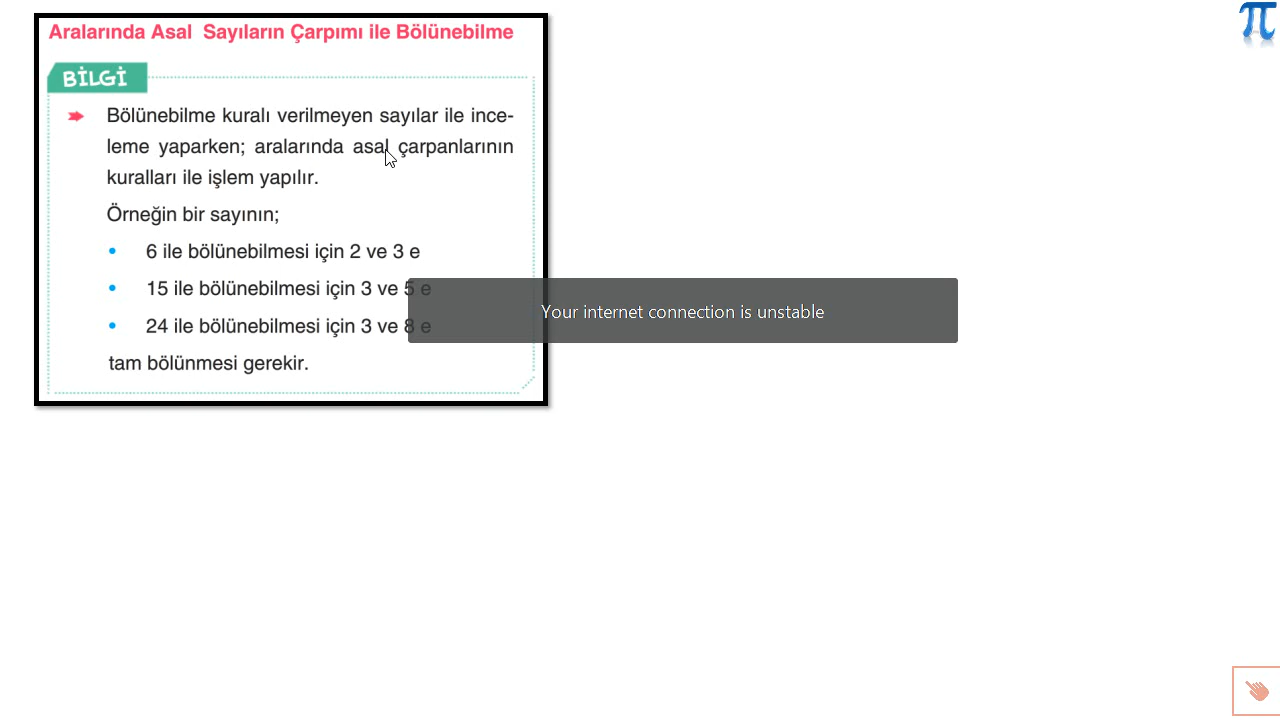 Aralarında Asal Sayıların Çarpımı ile Bölünebilme
BİLGİ
Bölünebilme kuralı verilmeyen sayılar ile ince-
leme yaparken; aralarında asal çarpanlarının
kuralları ile işlem yapılır.
Örneğin bir sayının;
• 6 ile bölünebilmesi için 2 ve 3 e
• 15 ile bölünebilmesi için 3 ve 5 e
• 24 ile bölünebilmesi için 3 ve 8 e
tam bölünmesi gerekir.
Your internet connection is unstable
π